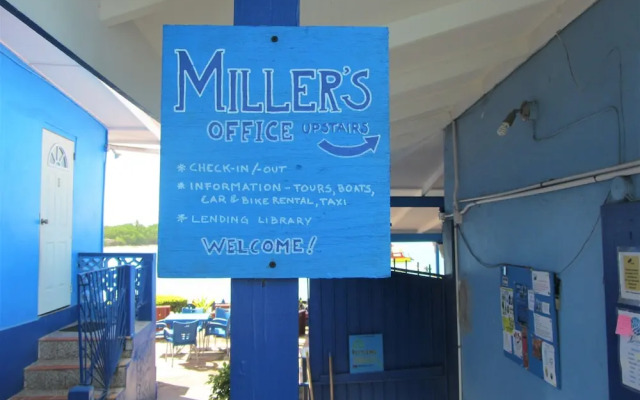 MILLER'S
OFFICE UPSTAIRS
* CHECK-IN/-OUT
* INFORMATION - TOURS, BOATS,
CAR & BIKE RENTAL, TAXI
* LENDING LIBRARY
WELCOME!